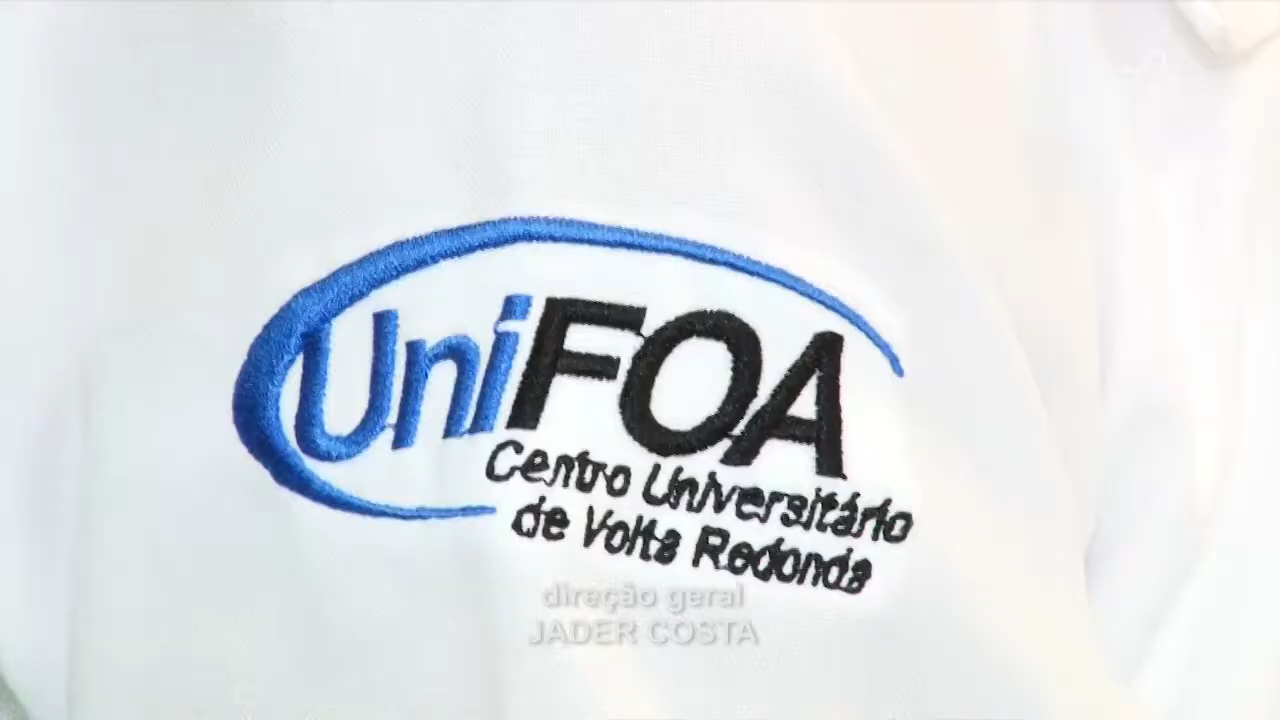 UniFOA
Centro Universitário
de Volta Redonda
direção geral
JADER COSTA